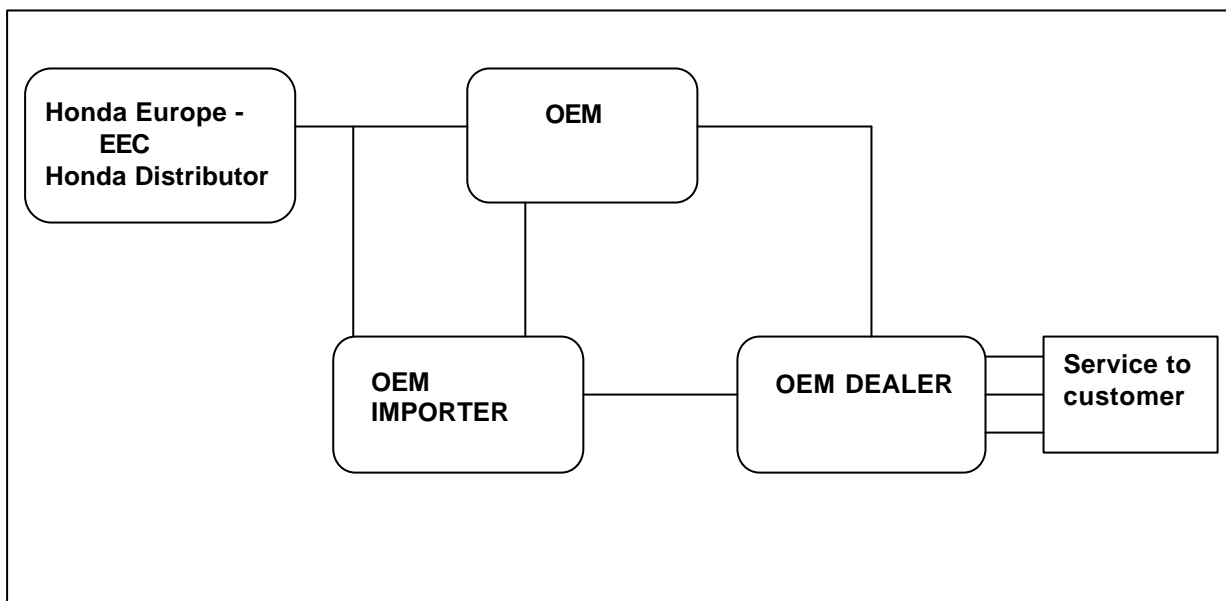 Honda Europe -
EEC
Honda Distributor
OEM
OEM
IMPORTER
OEM DEALER
Service to
customer